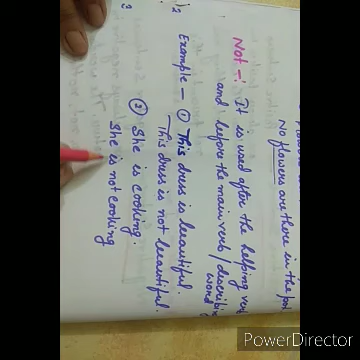 No flowers are there in the pot
Not -: It is used after the helping verb
and before the main verb / describing
word
Example - ① This dress is beautiful.
This dress is not beautiful.
② She is cooking.
She is not cooking
PowerDirector